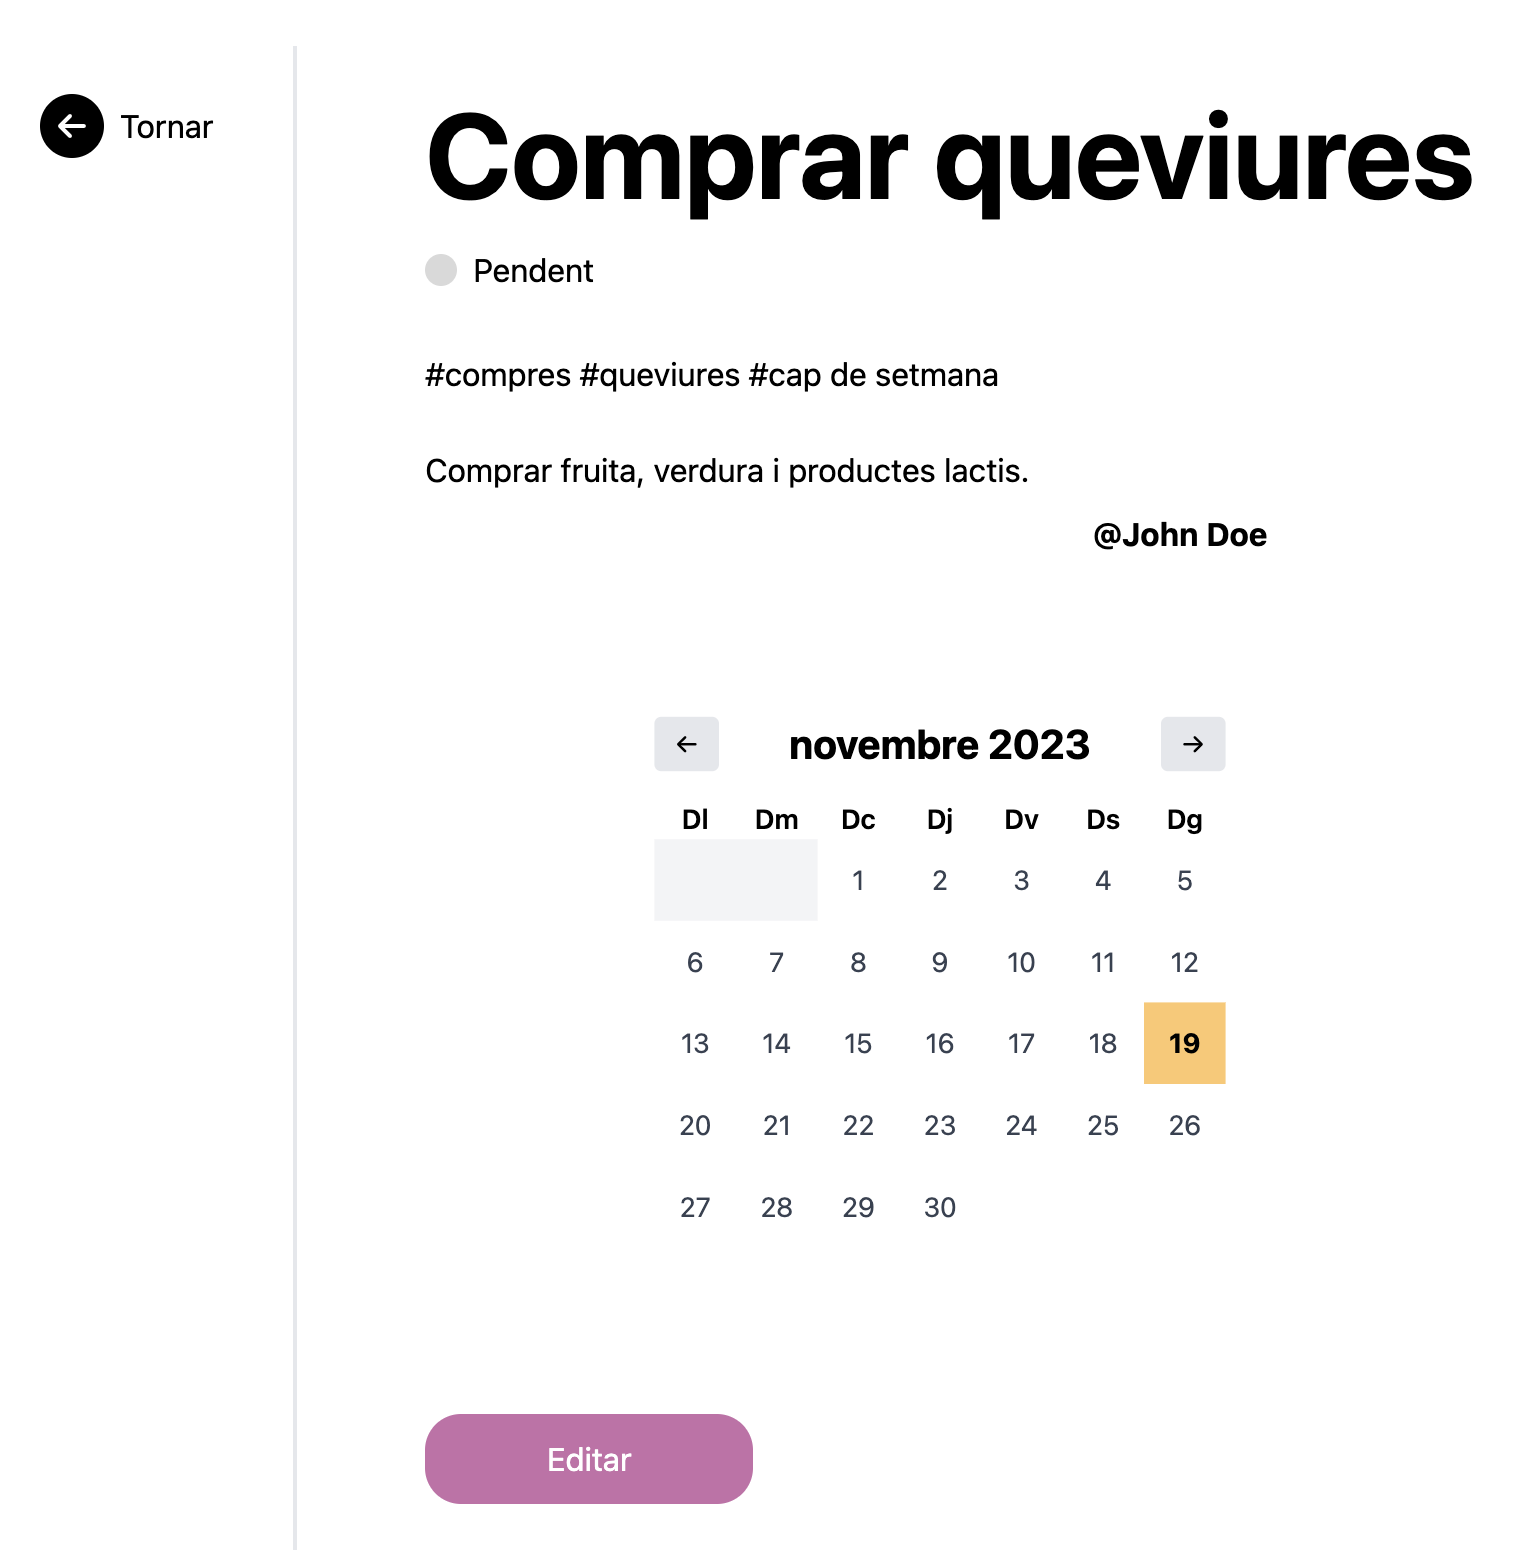 Tornar
Comprar queviures
Pendent
#compres #queviures #cap de setmana
Comprar fruita, verdura i productes lactis.
@John Doe
novembre 2023
Dl Dm Dc Dj Dv Ds Dg
1 2 3 4 5
6 7 8 9 10 11 12
13 14 15 16 17 18 19
20 21 22 23 24 25 26
27 28 29 30
Editar